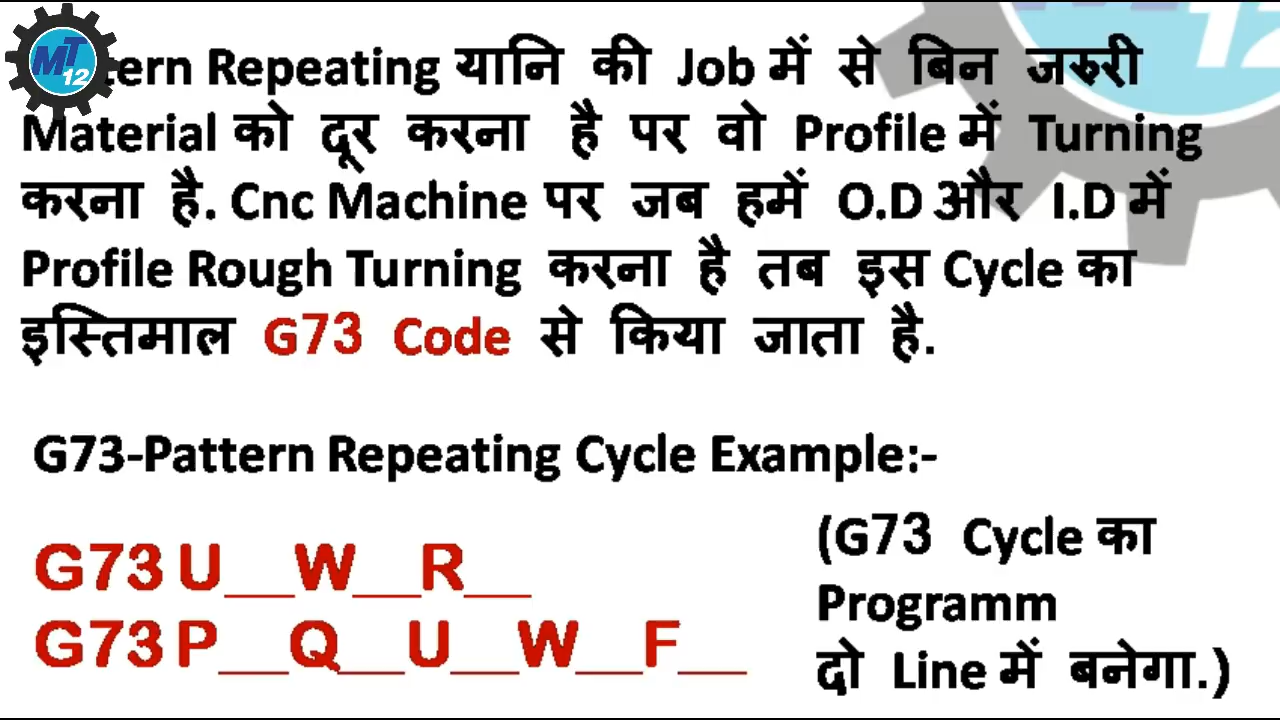 MT
12
tern Repeating यानि की Job में से बिन जरुरी
Material को दूर करना है पर वो Profile में Turning
करना है. Cnc Machine पर जब हमें O.D और I.D में
Profile Rough Turning करना है तब इस Cycle का
इस्तिमाल G73 Code से किया जाता है.
G73-Pattern Repeating Cycle Example:-
G73 U__W__R__
G73 P__Q__U__W__F__
(G73 Cycle का
Programm
दो Line में बनेगा.)
12